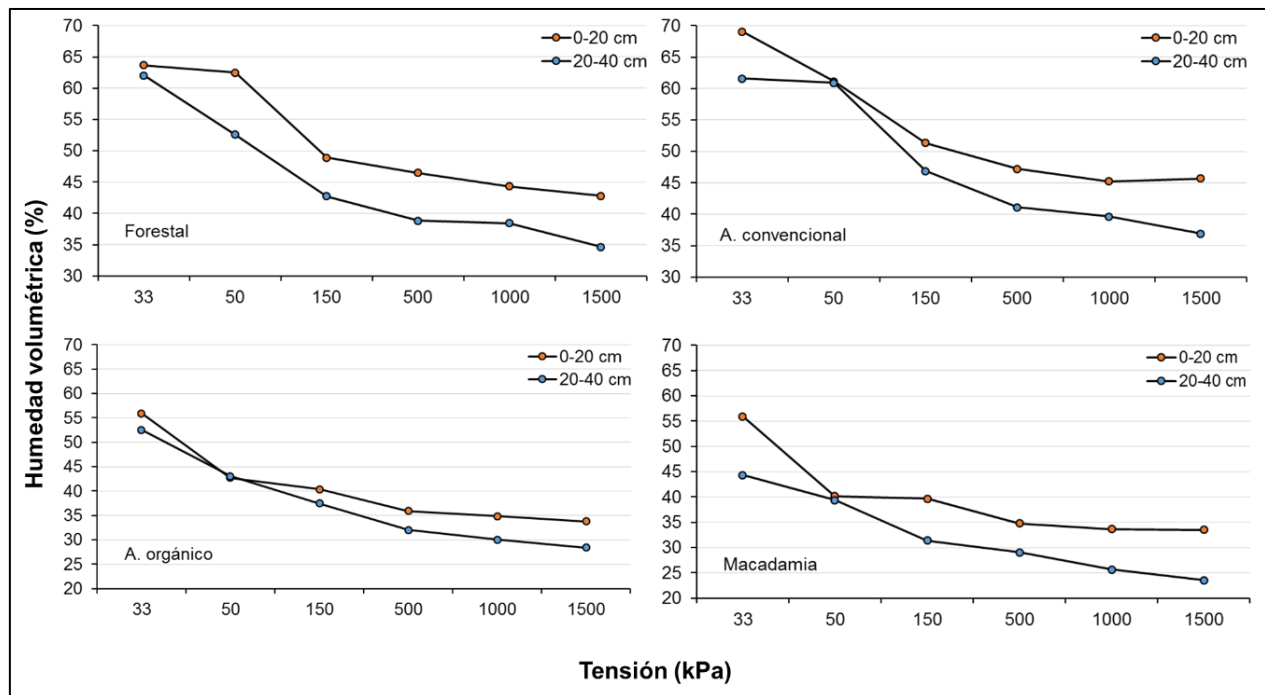 Humedad volumétrica (%)
70
65
60
55
50
45
40
35
30
0-20 cm
20-40 cm
Forestal
33 50 150 500 1000 1500
70
65
60
55
50
45
40
35
30
0-20 cm
20-40 cm
A. convencional
33 50 150 500 1000 1500
70
65
60
55
50
45
40
35
30
25
20
0-20 cm
20-40 cm
A. orgánico
33 50 150 500 1000 1500
70
65
60
55
50
45
40
35
30
25
20
0-20 cm
20-40 cm
Macadamia
33 50 150 500 1000 1500
Tensión (kPa)